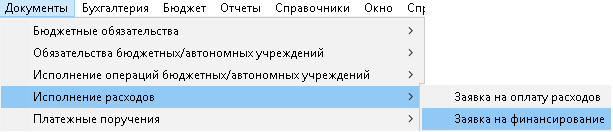 Документы Бухгалтерия Бюджет Отчеты Справочники Окно
Бюджетные обязательства
Обязательства бюджетных/автономных учреждений
Исполнение операций бюджетных/автономных учреждений
Исполнение расходов
Заявка на оплату расходов
Платежные поручения
Заявка на финансирование